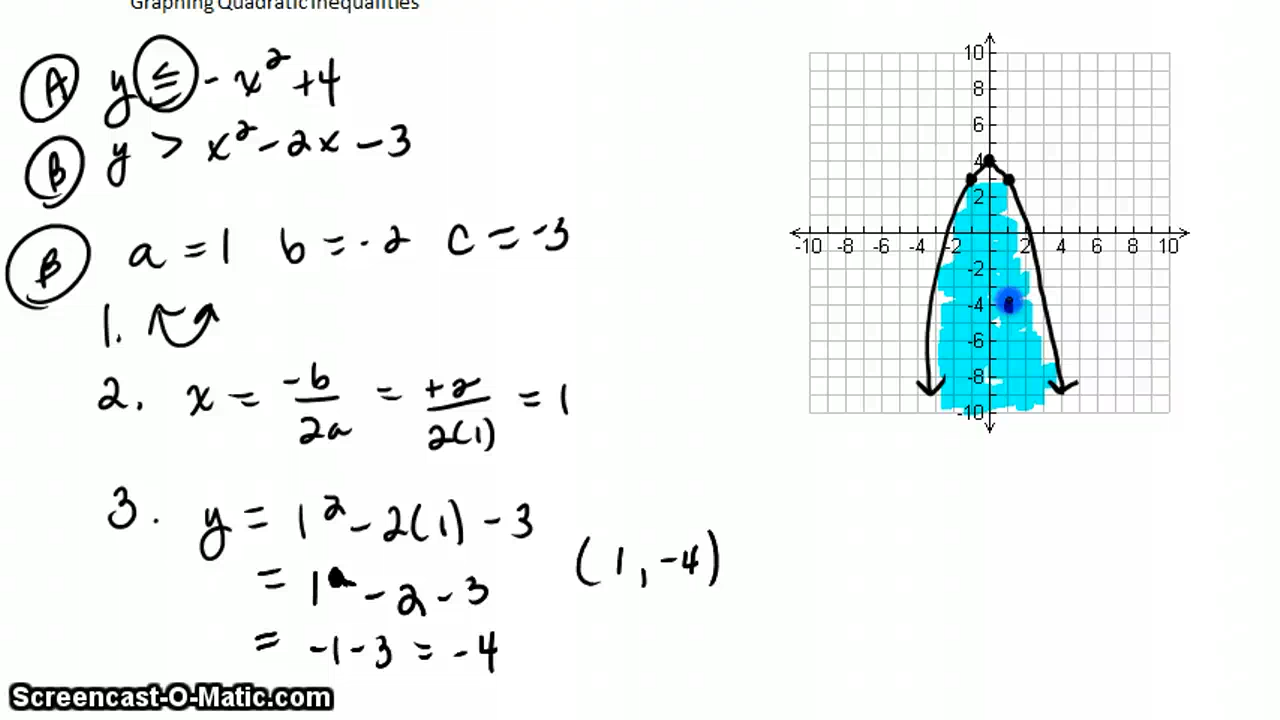 Graphing Quadratic Inequalities
A y ≤ -x² +4
B y > x² - 2x - 3
B a = 1 b = -2 c = -3
1.
2. x = -b/2a = +2/2(1) = 1
3. y = 1² - 2(1) - 3
= 1 - 2 - 3 (1, -4)
= -1 - 3 = -4
10
8
6
4
2
-10 -8 -6 -4 -2 2 4 6 8 10
-2
-4
-6
-8
-10
Screencast-O-Matic.com